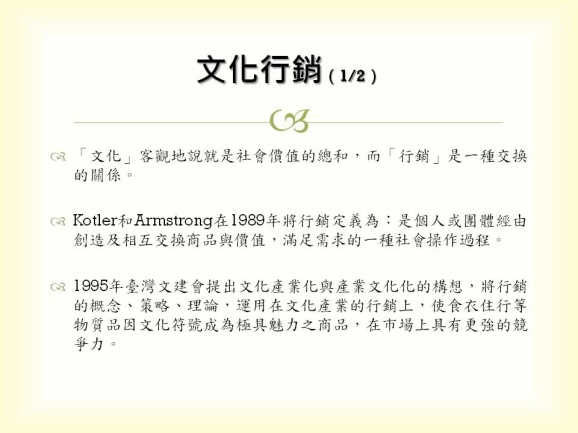 文化行銷(1/2)
「文化」客觀地說就是社會價值的總和，而「行銷」是一種交換
的關係。
Kotler和Armstrong在1989年將行銷定義為：是個人或團體經由
創造及相互交換商品與價值，滿足需求的一種社會操作過程。
1995年臺灣文建會提出文化產業化與產業文化化的構想，將行銷
的概念、策略、理論，運用在文化產業的行銷上，使食衣住行等
物質品因文化符號成為極具魅力之商品，在市場上具有更強的競
爭力。